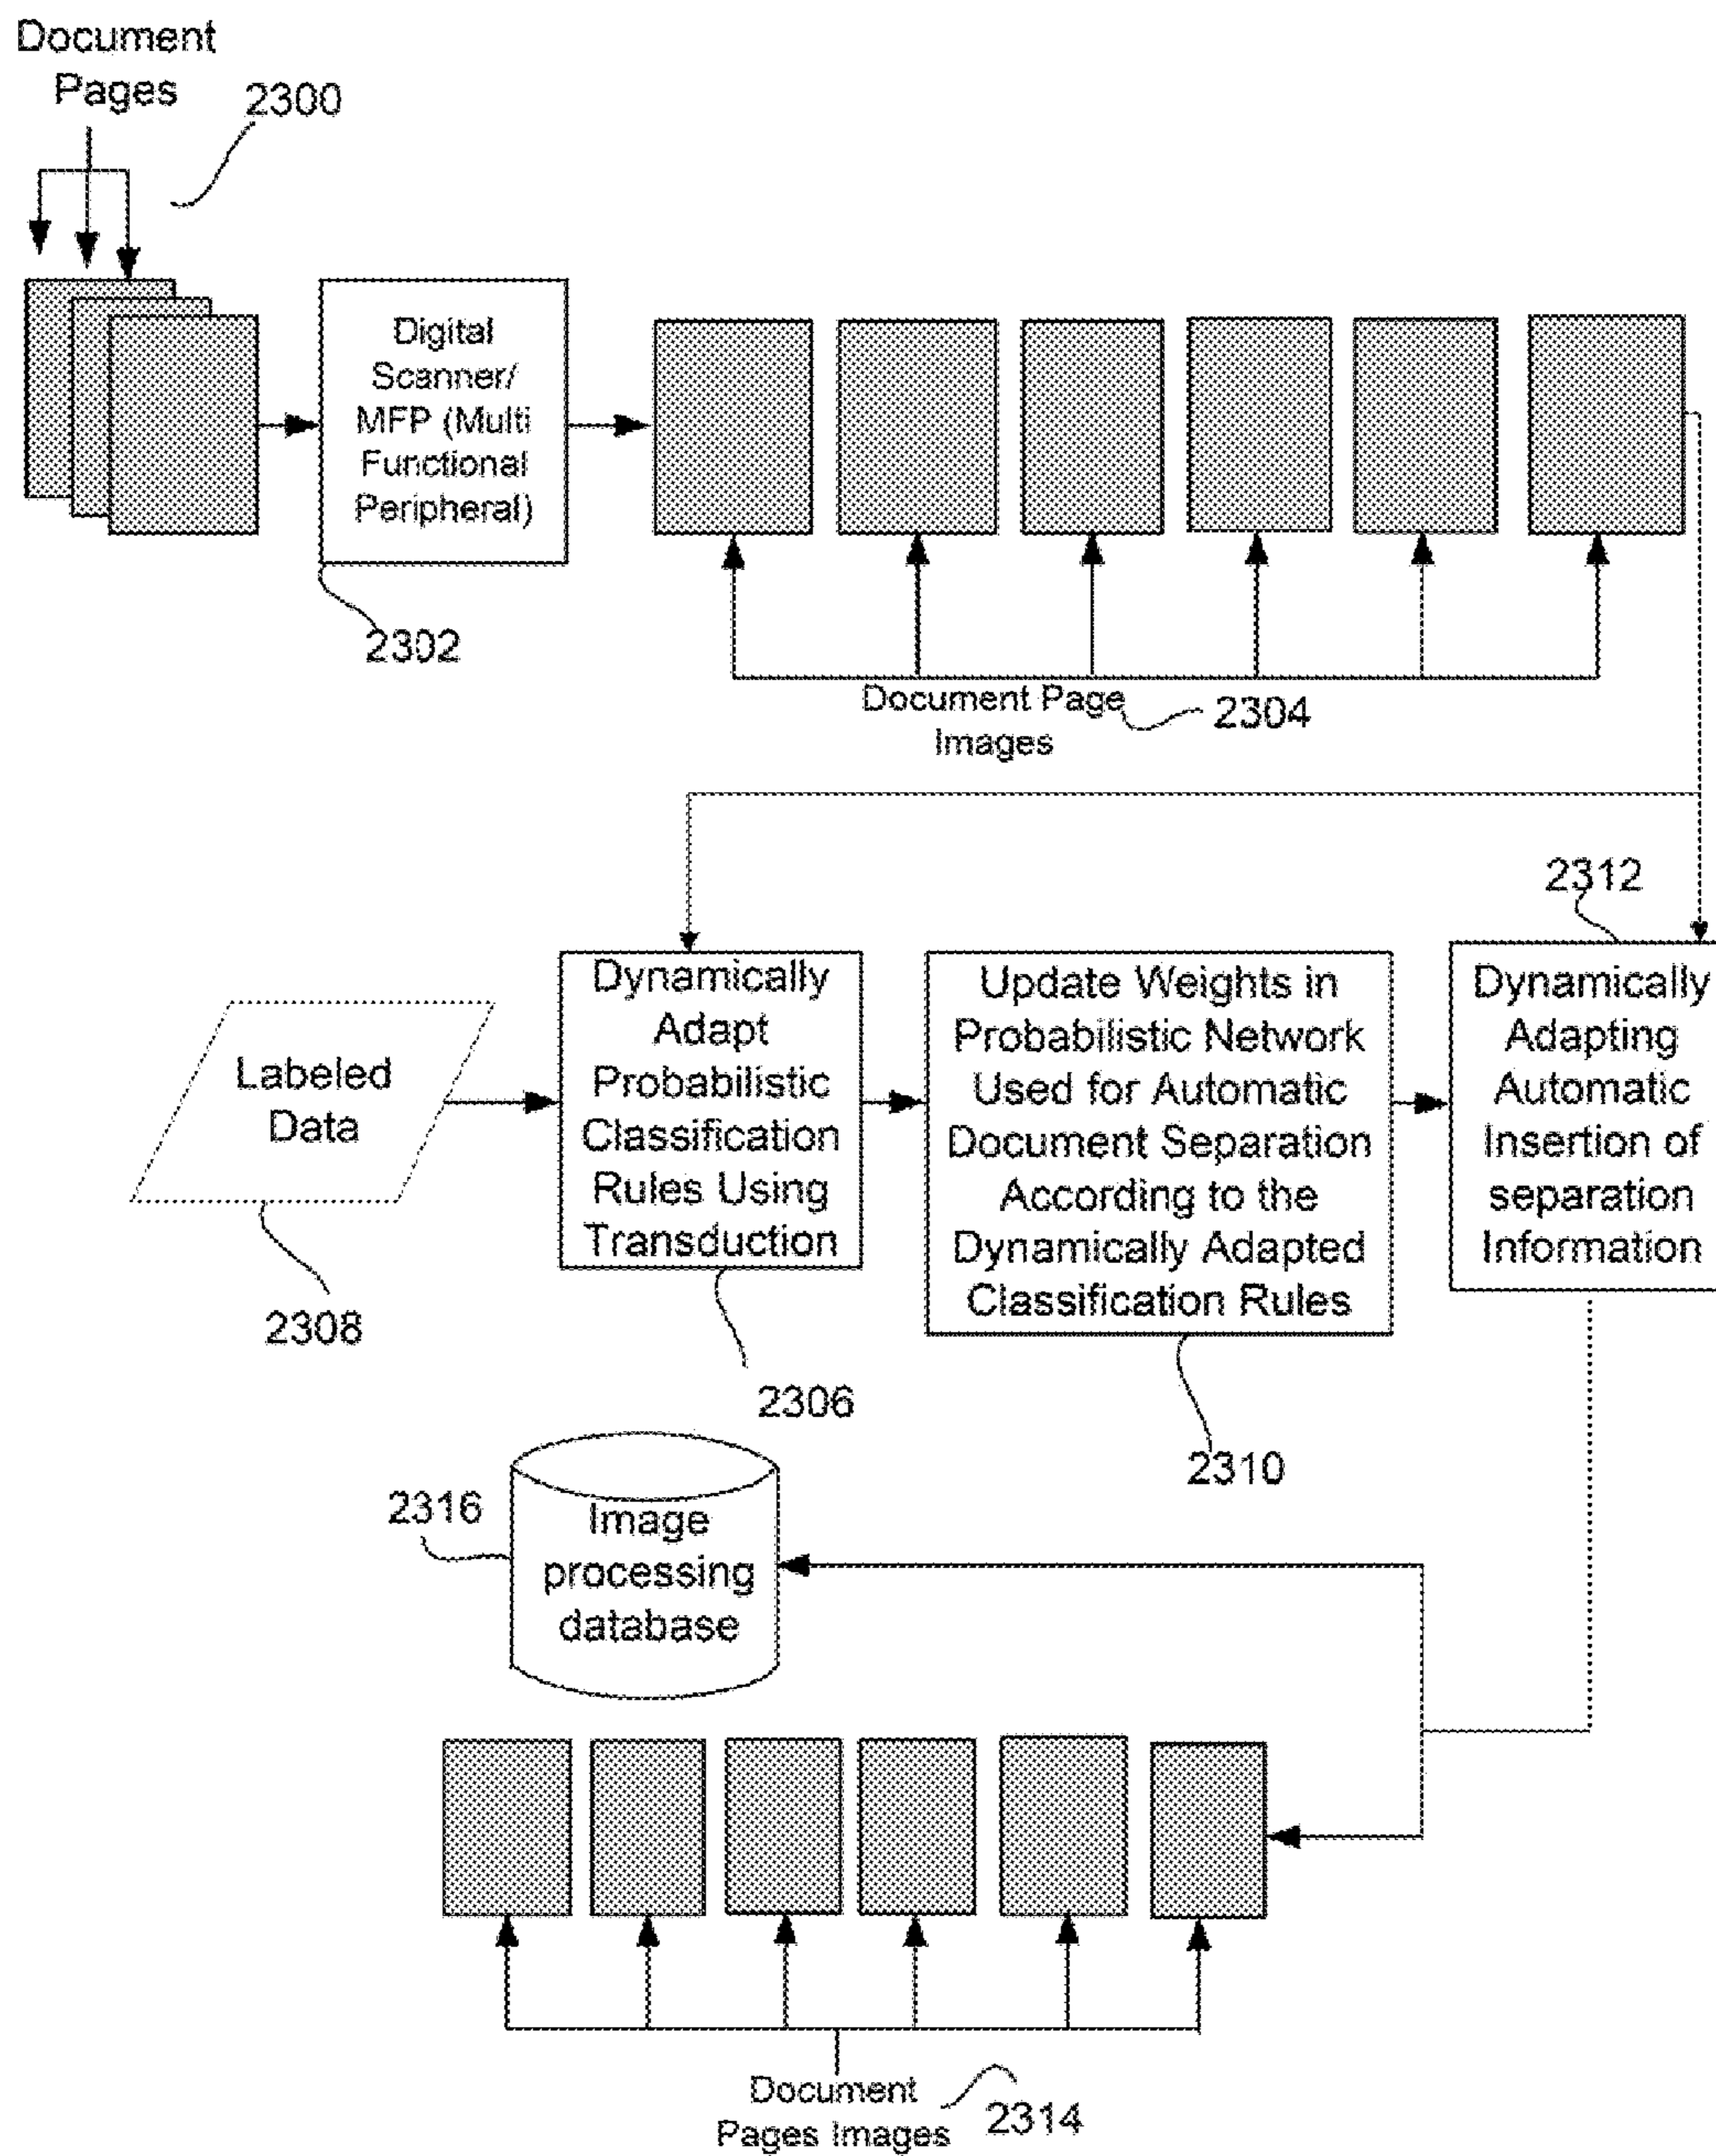 Document
Pages
2300
Digital
Scanner/
MFP (Multi
Functional
Peripheral)
2302
Document Page
Images
2304
2312
Labeled
Data
2308
Dynamically
Adapt
Probabilistic
Classification
Rules Using
Transduction
2306
Update Weights in
Probabilistic Network
Used for Automatic
Document Separation
According to the
Dynamically Adapted
Classification Rules
2310
Dynamically
Adapting
Automatic
Insertion of
separation
Information
2316
Image
processing
database
Document
Pages Images
2314